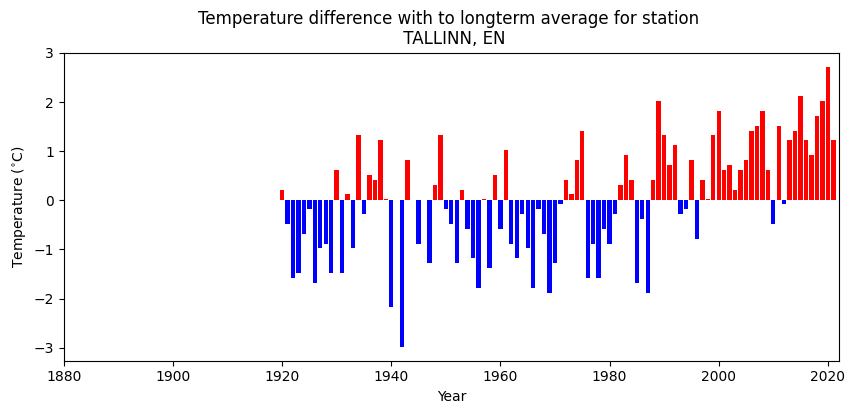 Temperature difference with to longterm average for station
TALLINN, EN
3
2
1
0
−1
−2
−3
Temperature (°C)
1880 1900 1920 1940 1960 1980 2000 2020
Year